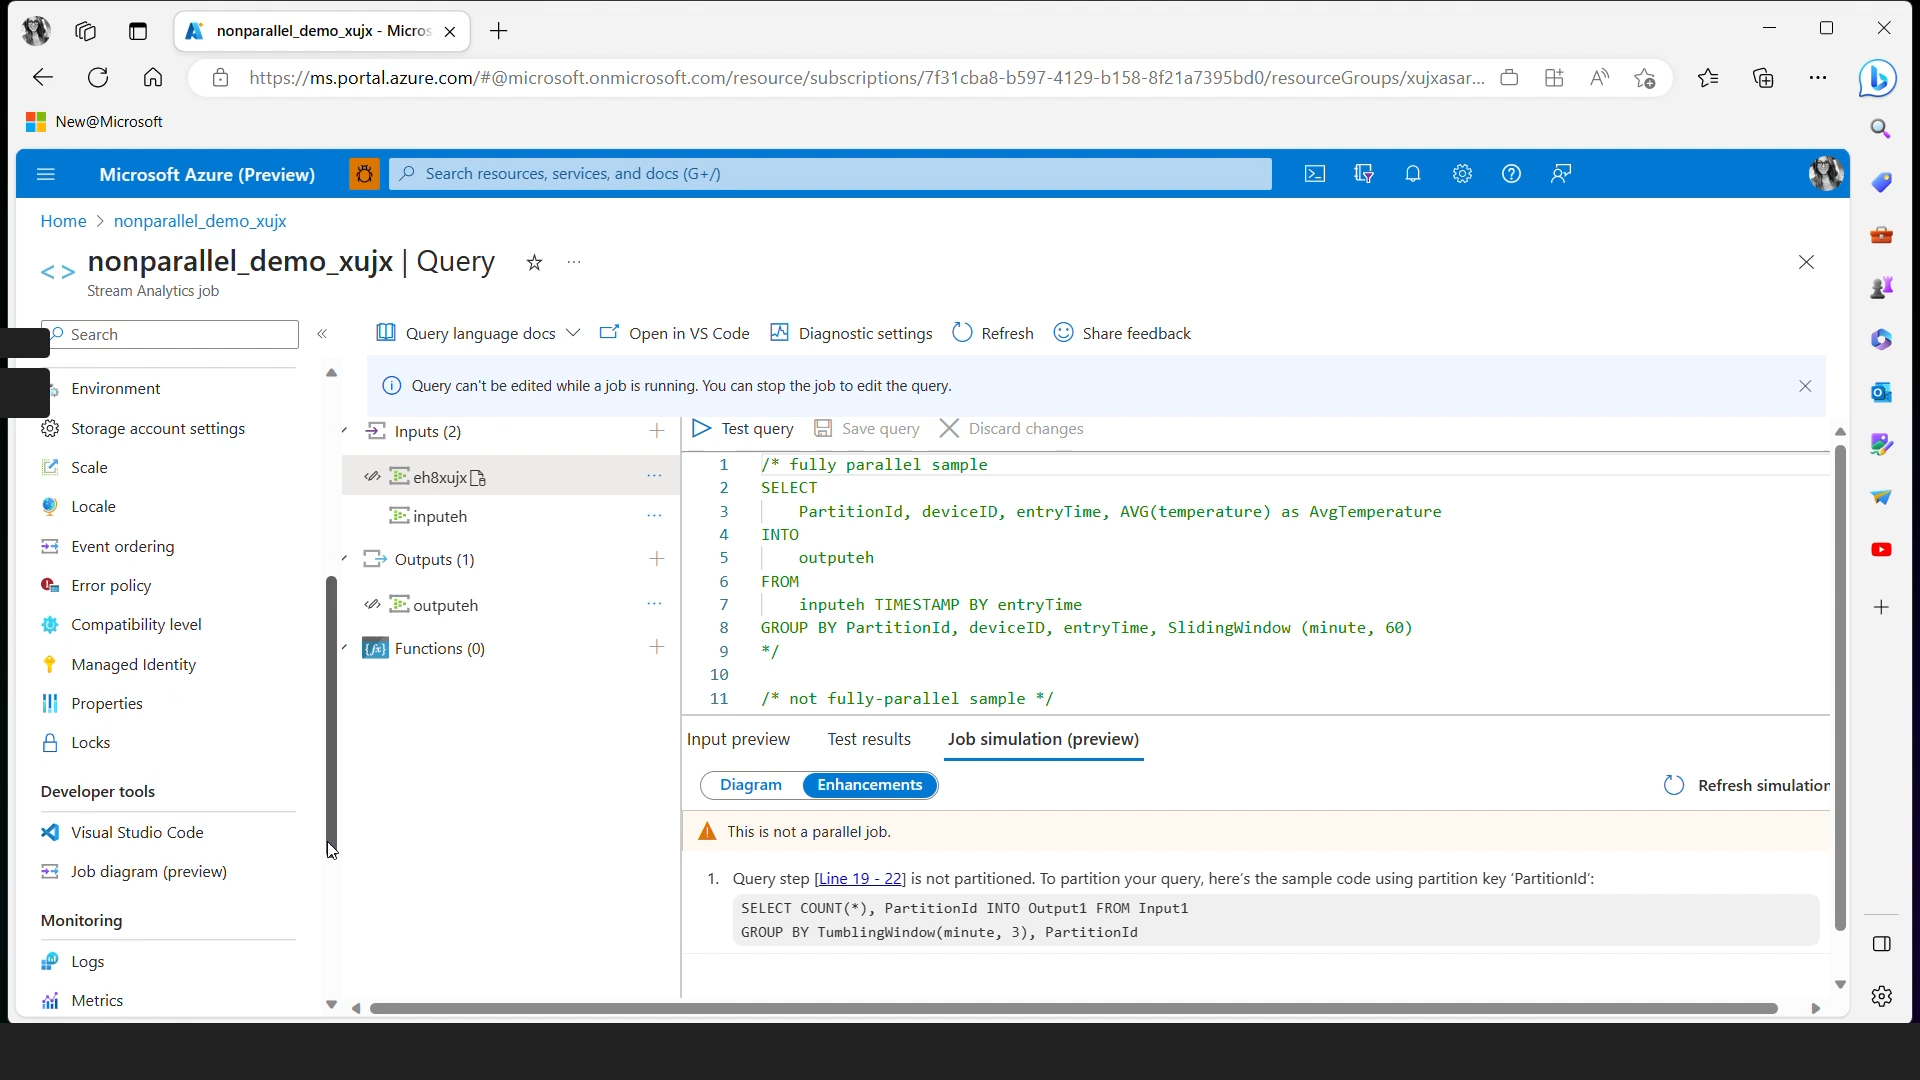 nonparallel_demo_xujx - Micros
https://ms.portal.azure.com/#@microsoft.onmicrosoft.com/resource/subscriptions/7f31cba8-b597-4129-b158-8f21a7395bd0/resourceGroups/xujxasar...
New@Microsoft
Microsoft Azure (Preview)
Search resources, services, and docs (G+/)
Home > nonparallel_demo_xujx
nonparallel_demo_xujx | Query
Stream Analytics job
Search
Query language docs
Open in VS Code
Diagnostic settings
Refresh
Share feedback
Query can't be edited while a job is running. You can stop the job to edit the query.
Environment
Storage account settings
Scale
Locale
Event ordering
Error policy
Compatibility level
Managed Identity
Properties
Locks
Developer tools
Visual Studio Code
Job diagram (preview)
Monitoring
Logs
Metrics
Inputs (2)
eh8xujx
inputeh
Outputs (1)
outputeh
Functions (0)
Test query
Save query
Discard changes
1 /* fully parallel sample
2 SELECT
3 PartitionId, deviceID, entryTime, AVG(temperature) as AvgTemperature
4 INTO
5 outputeh
6 FROM
7 inputeh TIMESTAMP BY entryTime
8 GROUP BY PartitionId, deviceID, entryTime, SlidingWindow (minute, 60)
9 */
10
11 /* not fully-parallel sample */
Input preview
Test results
Job simulation (preview)
Diagram
Enhancements
Refresh simulation
This is not a parallel job.
1. Query step [Line 19 - 22] is not partitioned. To partition your query, here's the sample code using partition key 'PartitionId':
SELECT COUNT(*), PartitionId INTO Output1 FROM Input1
GROUP BY TumblingWindow(minute, 3), PartitionId